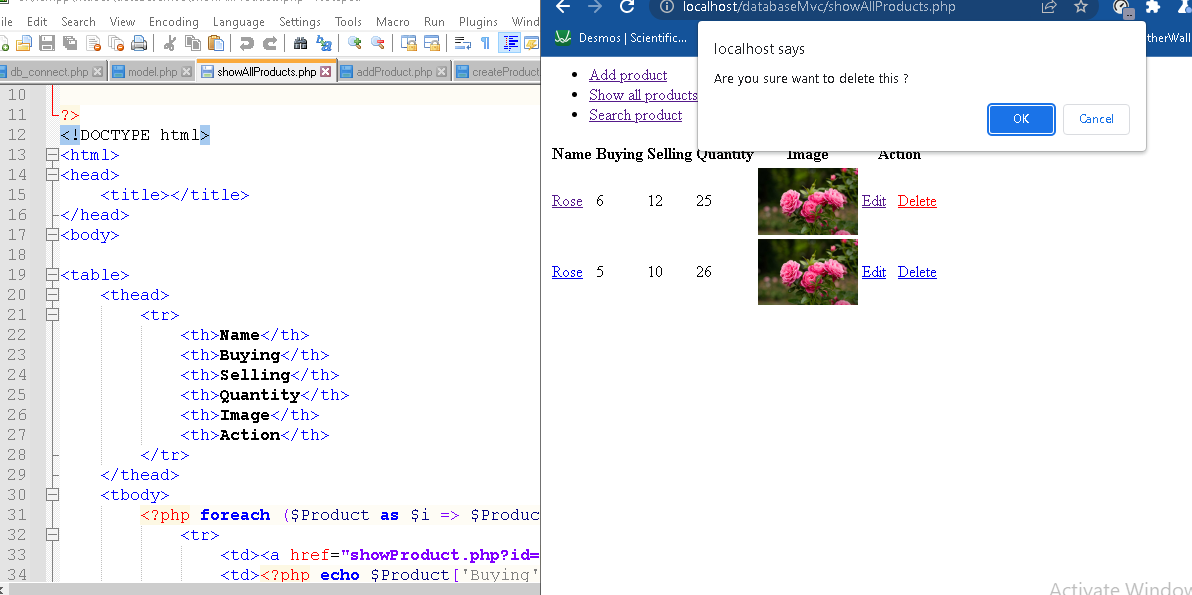 Edit Search View Encoding Language Settings Tools Macro Run Plugins
db_connect.php model.php showAllProducts.php addProduct.php createProduct
10
11 ?>
12 <!DOCTYPE html>
13 <html>
14 <head>
15 <title></title>
16 </head>
17 <body>
18
19 <table>
20 <thead>
21 <tr>
22 <th>Name</th>
23 <th>Buying</th>
24 <th>Selling</th>
25 <th>Quantity</th>
26 <th>Image</th>
27 <th>Action</th>
28 </tr>
29 </thead>
30 <tbody>
31 <?php foreach ($Product as $i => $Produc
32 <tr>
33 <td><a href="showProduct.php?id=
34 <td><?php echo $Product['Buying'
localhost/databaseMvc/showAllProducts.php
Desmos | Scientific...
therWall
localhost says
Are you sure want to delete this ?
OK Cancel
Add product
Show all products
Search product
Name Buying Selling Quantity Image Action
Rose 6 12 25 Edit Delete
Rose 5 10 26 Edit Delete
Activate Window